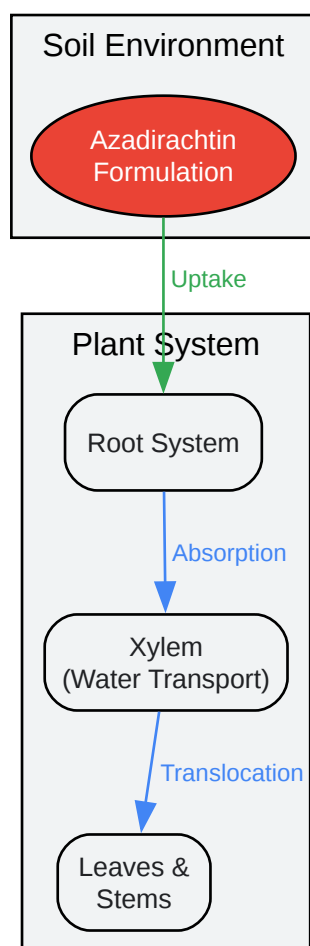 Soil Environment
Azadirachtin
Formulation
Uptake
Plant System
Root System
Absorption
Xylem
(Water Transport)
Translocation
Leaves &
Stems